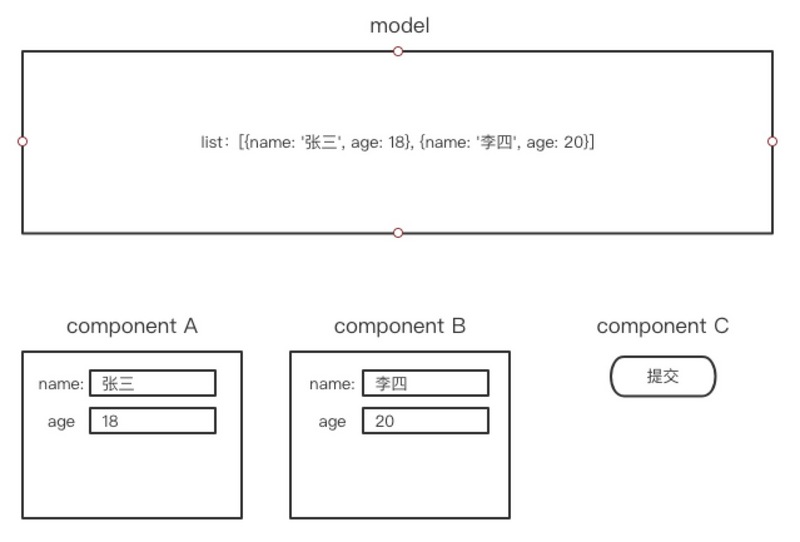 model
list：[{name: '张三', age: 18}, {name: '李四', age: 20}]
component A
component B
component C
name: 张三
age 18
name: 李四
age 20
提交